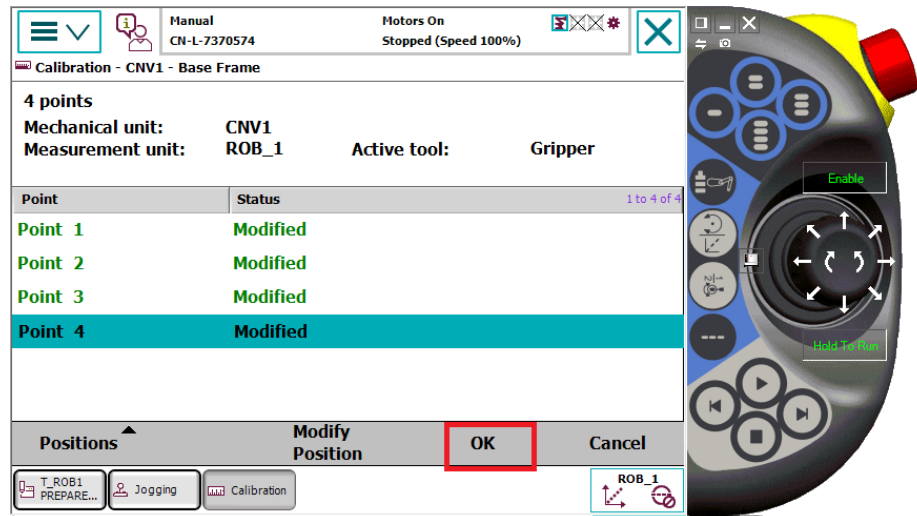 Manual
CN-L-7370574
Motors On
Stopped (Speed 100%)
Calibration - CNV1 - Base Frame
4 points
Mechanical unit: CNV1
Measurement unit: ROB_1 Active tool: Gripper
Point Status 1 to 4 of 4
Point 1 Modified
Point 2 Modified
Point 3 Modified
Point 4 Modified
Positions Modify Position OK Cancel
T_ROB1
PREPARE...
Jogging
Calibration
ROB_1
Enable
Hold To Run